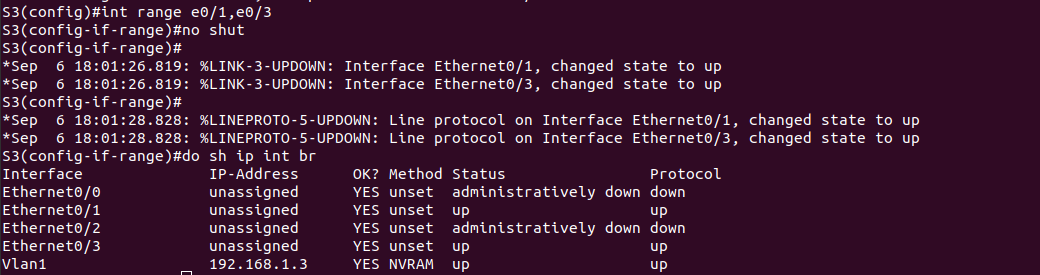 S3(config)#int range e0/1,e0/3
S3(config-if-range)#no shut
S3(config-if-range)#
*Sep  6 18:01:26.819: %LINK-3-UPDOWN: Interface Ethernet0/1, changed state to up
*Sep  6 18:01:26.819: %LINK-3-UPDOWN: Interface Ethernet0/3, changed state to up
S3(config-if-range)#
*Sep  6 18:01:28.828: %LINEPROTO-5-UPDOWN: Line protocol on Interface Ethernet0/1, changed state to up
*Sep  6 18:01:28.828: %LINEPROTO-5-UPDOWN: Line protocol on Interface Ethernet0/3, changed state to up
S3(config-if-range)#do sh ip int br
Interface              IP-Address      OK? Method Status                Protocol
Ethernet0/0            unassigned      YES unset  administratively down down
Ethernet0/1            unassigned      YES unset  up                    up
Ethernet0/2            unassigned      YES unset  administratively down down
Ethernet0/3            unassigned      YES unset  up                    up
Vlan1                  192.168.1.3     YES NVRAM  up                    up